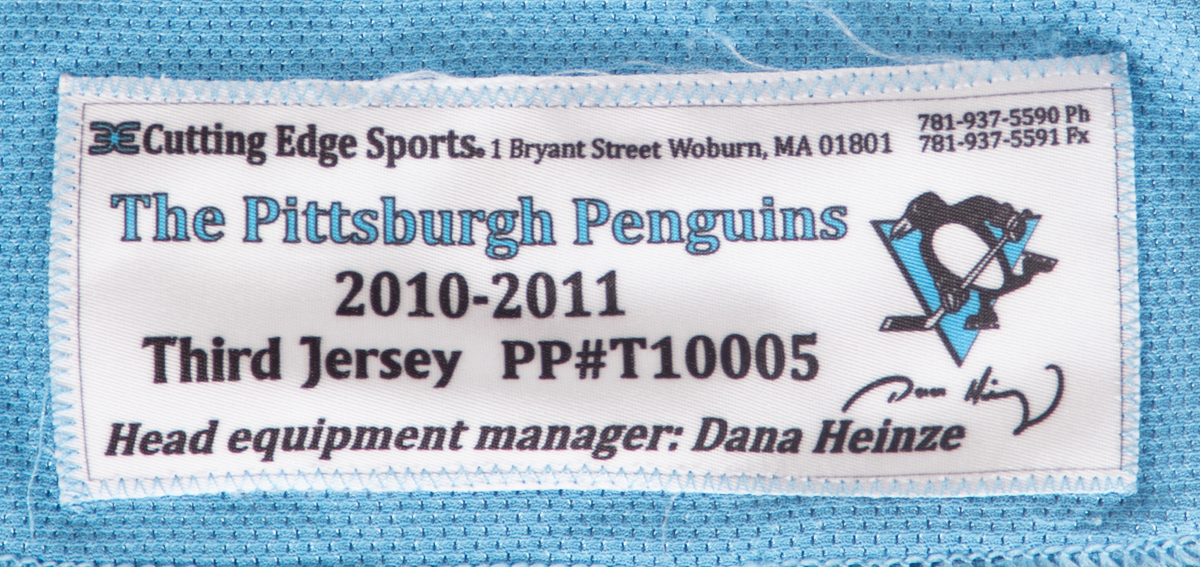 Cutting Edge Sports. 1 Bryant Street Woburn, MA 01801
781-937-5590 Ph
781-937-5591 Fx
The Pittsburgh Penguins
2010-2011
Third Jersey PP#T10005
Head equipment manager: Dana Heinze